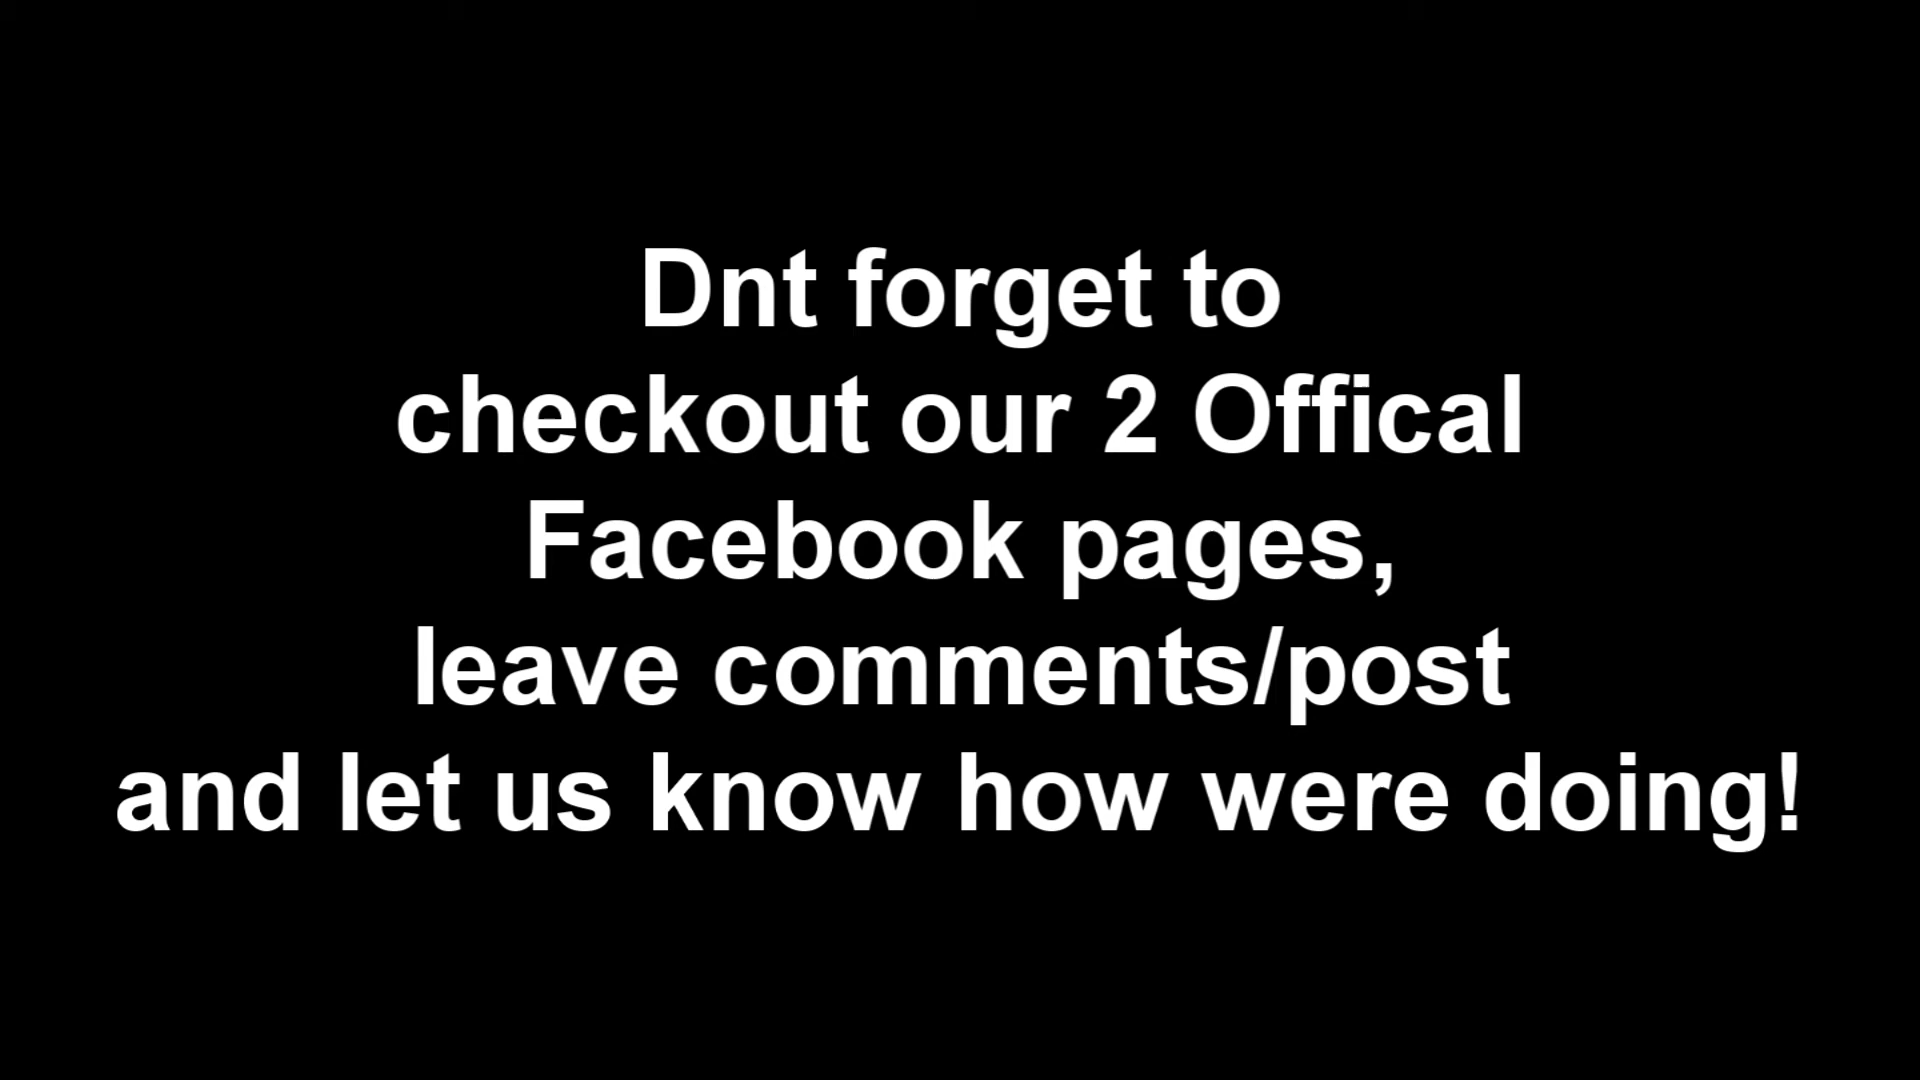 Dnt forget to
checkout our 2 Offical
Facebook pages,
leave comments/post
and let us know how were doing!